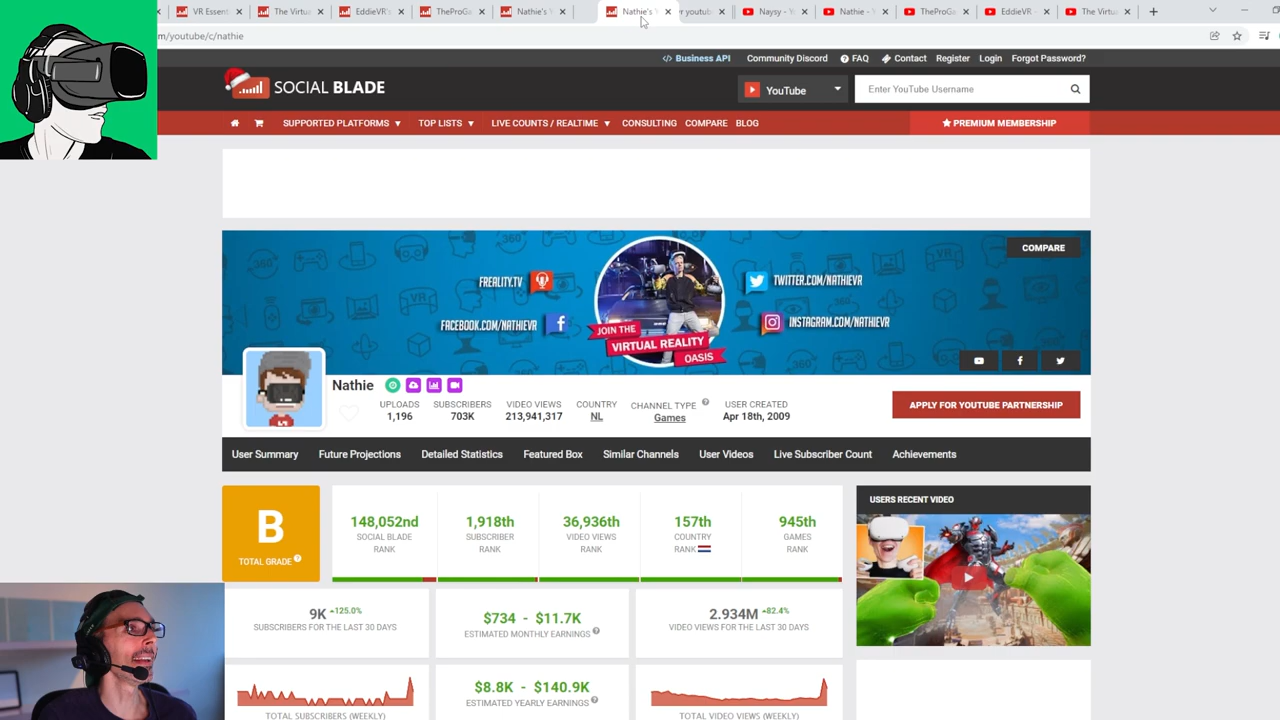 VR Essen
The Virtu
EddieVR's
TheProGa
Nathie's Y
Nathie's Y
r youtub
Naysy - Yo
Nathie - Y
TheProGa
EddieVR
The Virtua
m/youtube/c/nathie
Business API
Community Discord
FAQ
Contact
Register
Login
Forgot Password?
SOCIAL BLADE
YouTube
Enter YouTube Username
SUPPORTED PLATFORMS
TOP LISTS
LIVE COUNTS / REALTIME
CONSULTING
COMPARE
BLOG
PREMIUM MEMBERSHIP
COMPARE
FREALITY.TV
TWITTER.COM/NATHIEVR
FACEBOOK.COM/NATHIEVR
INSTAGRAM.COM/NATHIEVR
JOIN THE
VIRTUAL REALITY
OASIS
Nathie
UPLOADS
1,196
SUBSCRIBERS
703K
VIDEO VIEWS
213,941,317
COUNTRY
NL
CHANNEL TYPE
Games
USER CREATED
Apr 18th, 2009
APPLY FOR YOUTUBE PARTNERSHIP
User Summary
Future Projections
Detailed Statistics
Featured Box
Similar Channels
User Videos
Live Subscriber Count
Achievements
B
TOTAL GRADE
148,052nd
SOCIAL BLADE
RANK
1,918th
SUBSCRIBER
RANK
36,936th
VIDEO VIEWS
RANK
157th
COUNTRY
RANK
945th
GAMES
RANK
USERS RECENT VIDEO
9K +125.0%
SUBSCRIBERS FOR THE LAST 30 DAYS
$734 - $11.7K
ESTIMATED MONTHLY EARNINGS
2.934M +82.4%
VIDEO VIEWS FOR THE LAST 30 DAYS
TOTAL SUBSCRIBERS (WEEKLY)
$8.8K - $140.9K
ESTIMATED YEARLY EARNINGS
TOTAL VIDEO VIEWS (WEEKLY)